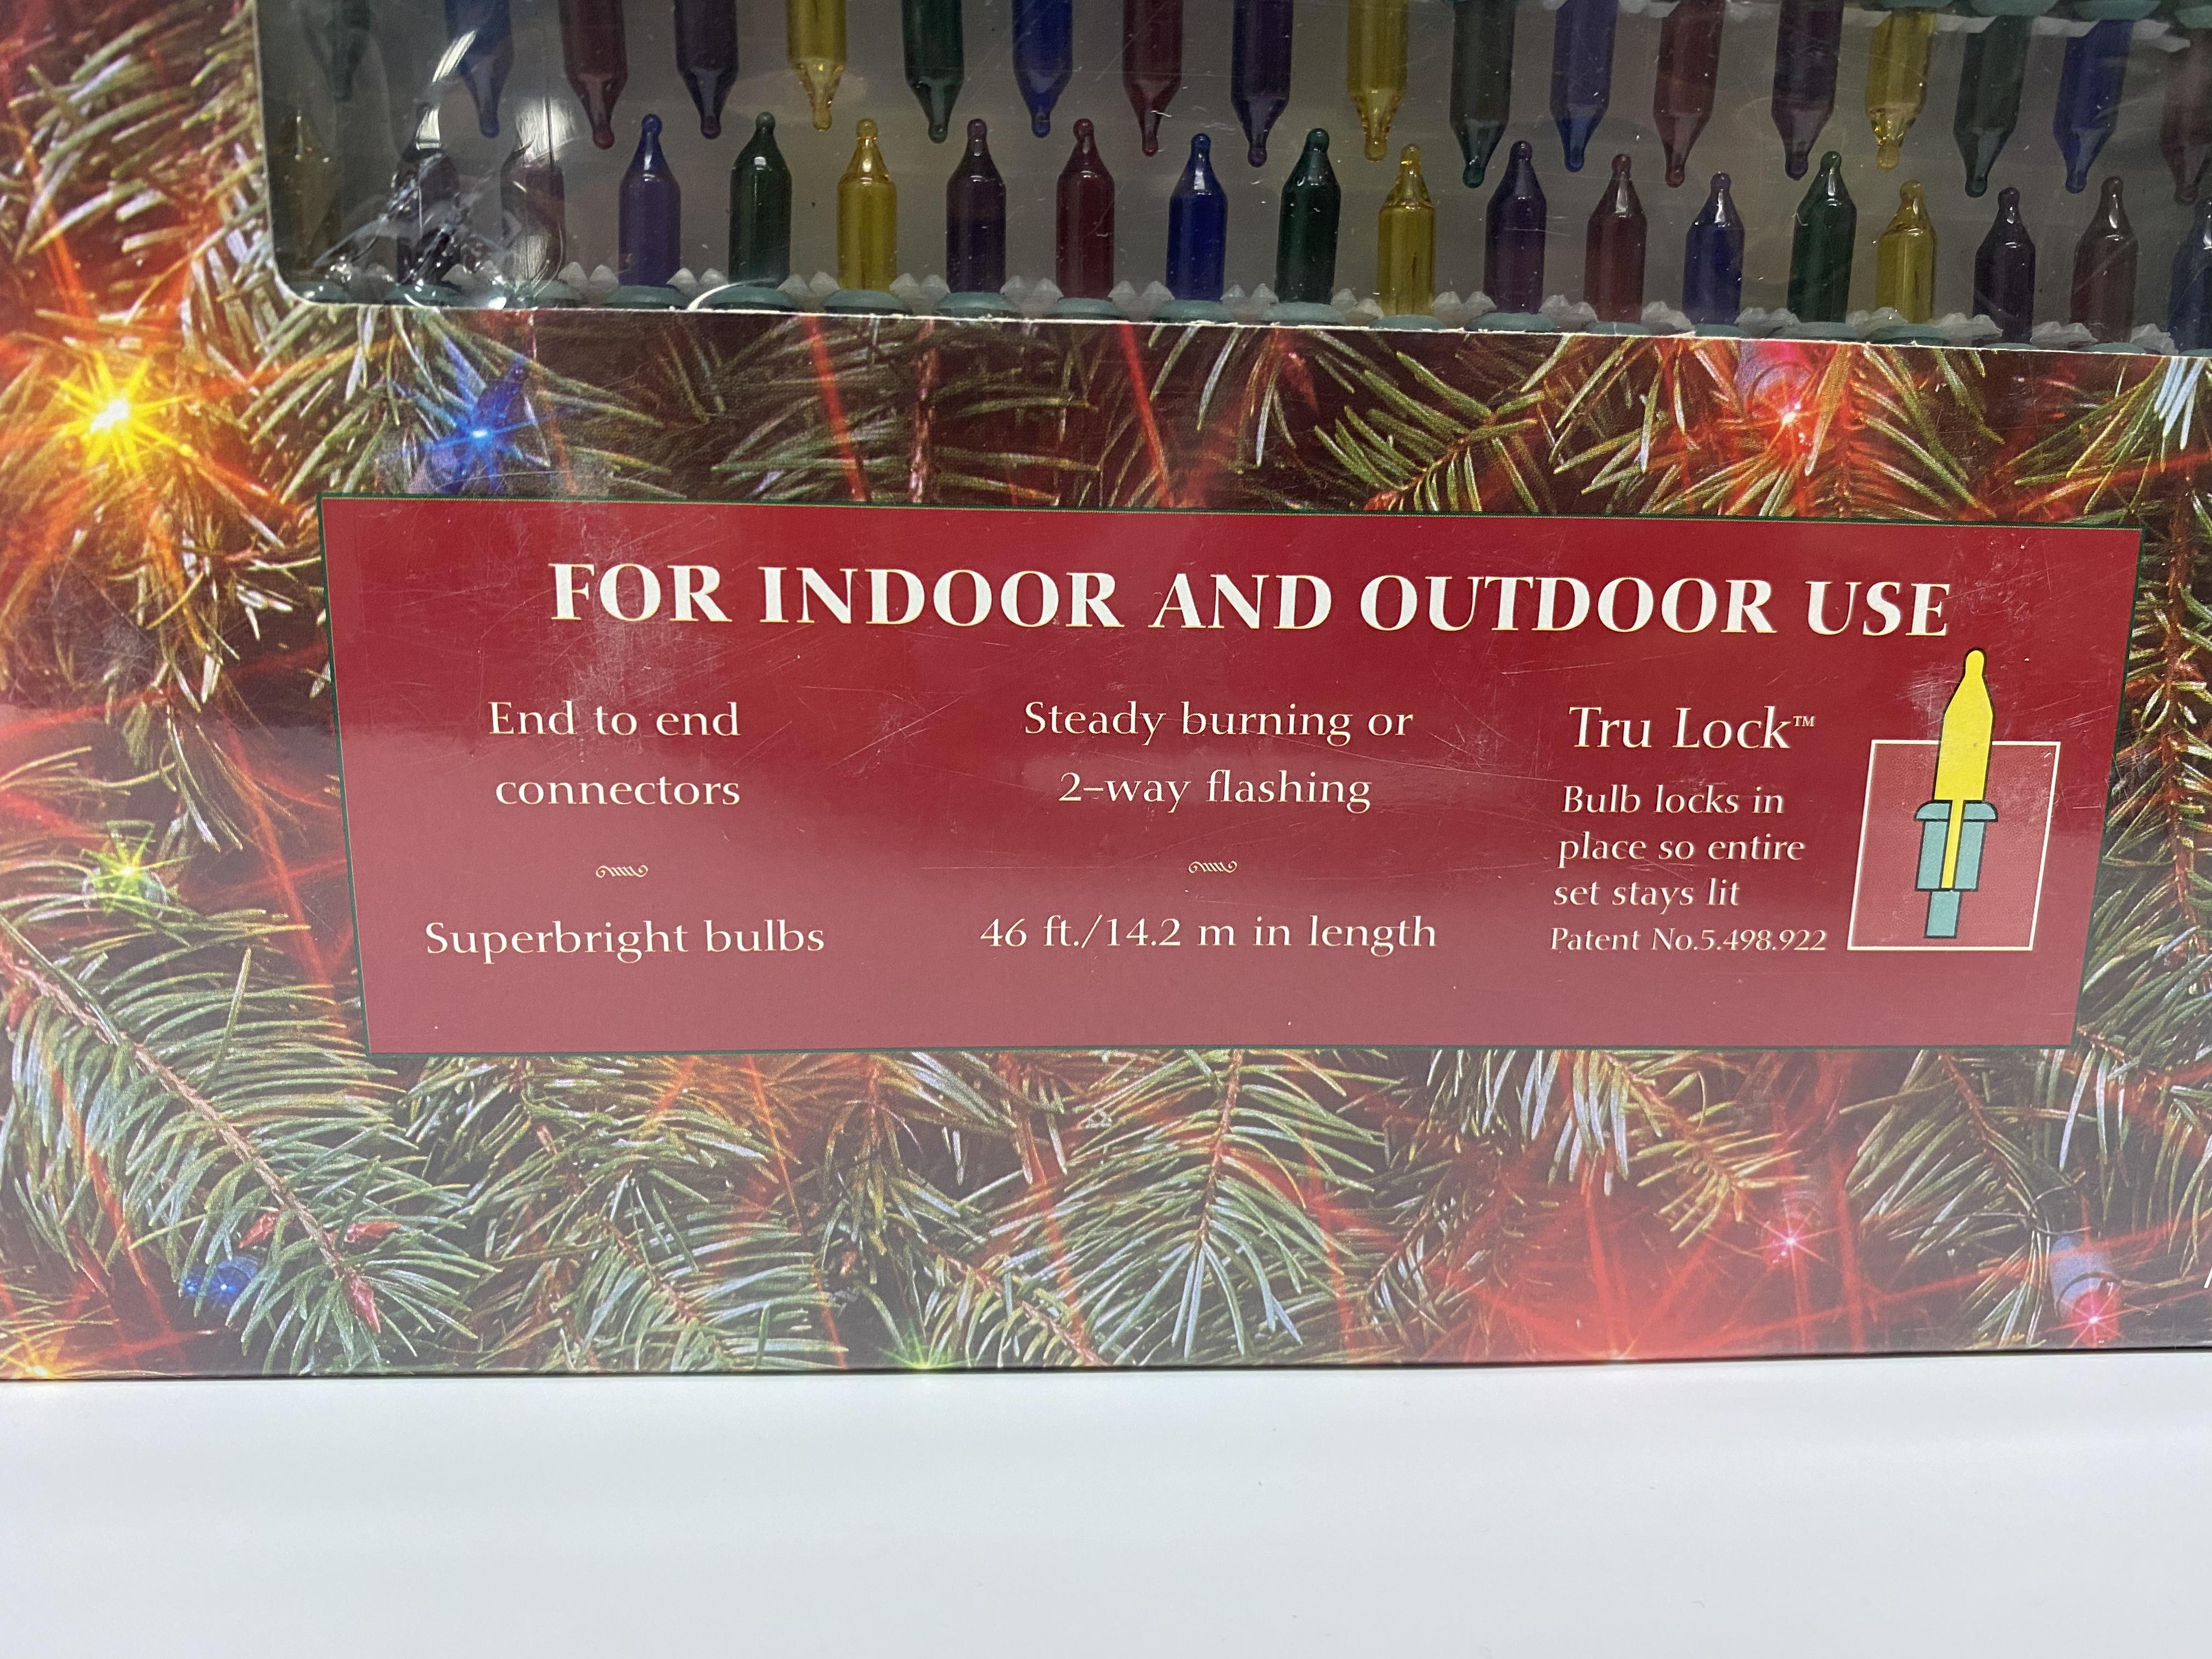 FOR INDOOR AND OUTDOOR USE
End to end
connectors
Superbright bulbs
Steady burning or
2–way flashing
46 ft./14.2 m in length
Tru Lock™
Bulb locks in
place so entire
set stays lit
Patent No.5.498.922